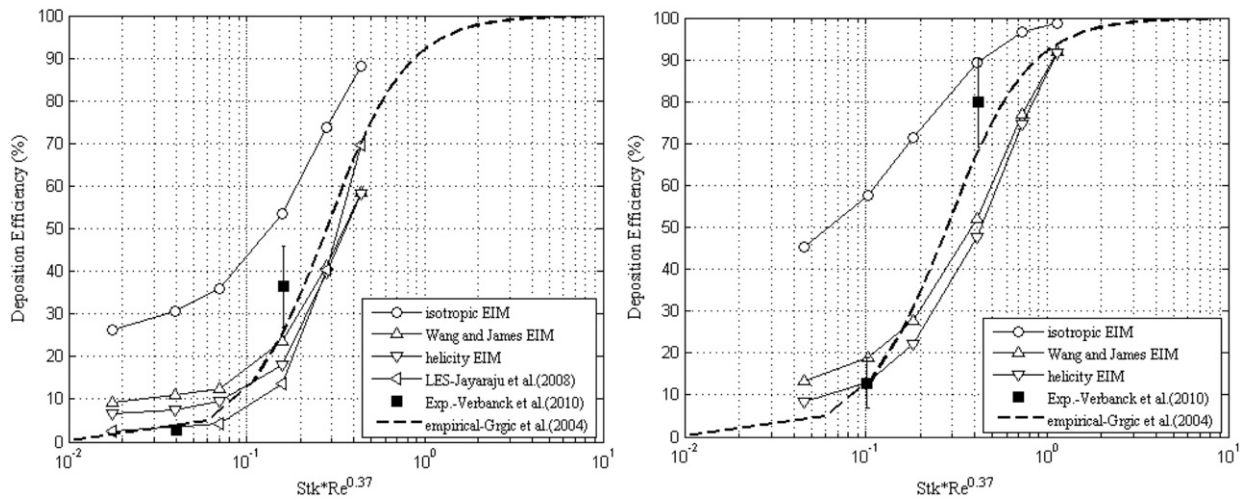 Deposition Efficiency (%)
100
90
80
70
60
50
40
30
20
10
0
10^-2
10^-1
10^0
10^1
Stk*Re^0.37
isotropic EIM
Wang and James EIM
helicity EIM
LES-Jayaraju et al.(2008)
Exp.-Verbanck et al.(2010)
empirical-Grgic et al.(2004)
Deposition Efficiency (%)
100
90
80
70
60
50
40
30
20
10
0
10^-2
10^-1
10^0
10^1
Stk*Re^0.37
isotropic EIM
Wang and James EIM
helicity EIM
Exp.-Verbanck et al.(2010)
empirical-Grgic et al.(2004)